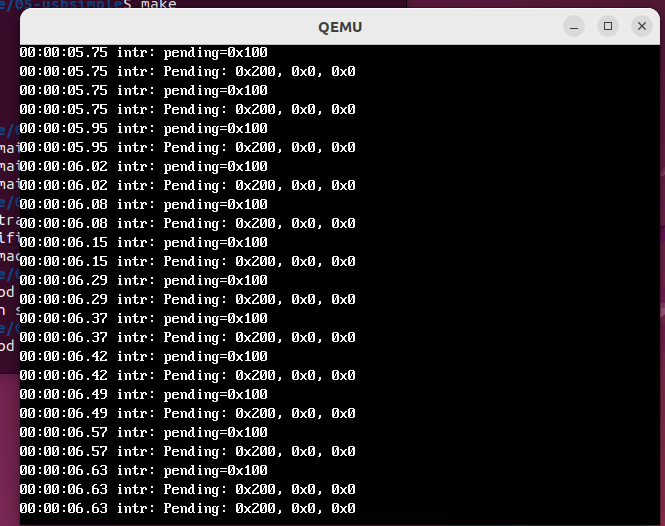 e/05-usbsimple$ make
QEMU
00:00:05.75 intr: pending=0x100
00:00:05.75 intr: Pending: 0x200, 0x0, 0x0
00:00:05.75 intr: pending=0x100
00:00:05.75 intr: Pending: 0x200, 0x0, 0x0
00:00:05.95 intr: pending=0x100
00:00:05.95 intr: Pending: 0x200, 0x0, 0x0
00:00:06.02 intr: pending=0x100
00:00:06.02 intr: Pending: 0x200, 0x0, 0x0
00:00:06.08 intr: pending=0x100
00:00:06.08 intr: Pending: 0x200, 0x0, 0x0
00:00:06.15 intr: pending=0x100
00:00:06.15 intr: Pending: 0x200, 0x0, 0x0
00:00:06.29 intr: pending=0x100
00:00:06.29 intr: Pending: 0x200, 0x0, 0x0
00:00:06.37 intr: pending=0x100
00:00:06.37 intr: Pending: 0x200, 0x0, 0x0
00:00:06.42 intr: pending=0x100
00:00:06.42 intr: Pending: 0x200, 0x0, 0x0
00:00:06.49 intr: pending=0x100
00:00:06.49 intr: Pending: 0x200, 0x0, 0x0
00:00:06.57 intr: pending=0x100
00:00:06.57 intr: Pending: 0x200, 0x0, 0x0
00:00:06.63 intr: pending=0x100
00:00:06.63 intr: Pending: 0x200, 0x0, 0x0
00:00:06.63 intr: Pending: 0x200, 0x0, 0x0